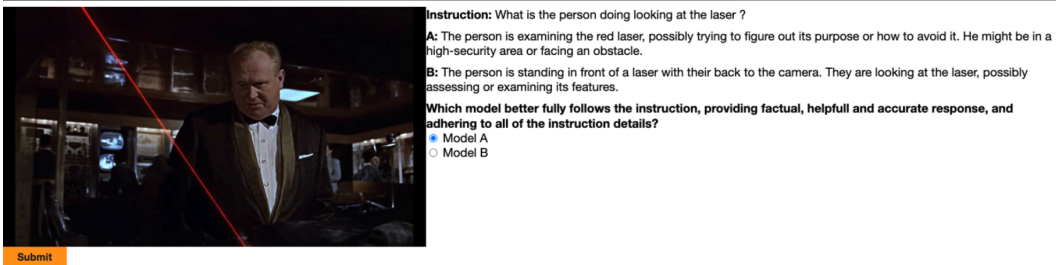 Instruction: What is the person doing looking at the laser ?
A: The person is examining the red laser, possibly trying to figure out its purpose or how to avoid it. He might be in a
high-security area or facing an obstacle.
B: The person is standing in front of a laser with their back to the camera. They are looking at the laser, possibly
assessing or examining its features.
Which model better fully follows the instruction, providing factual, helpfull and accurate response, and
adhering to all of the instruction details?
Model A
Model B
Submit